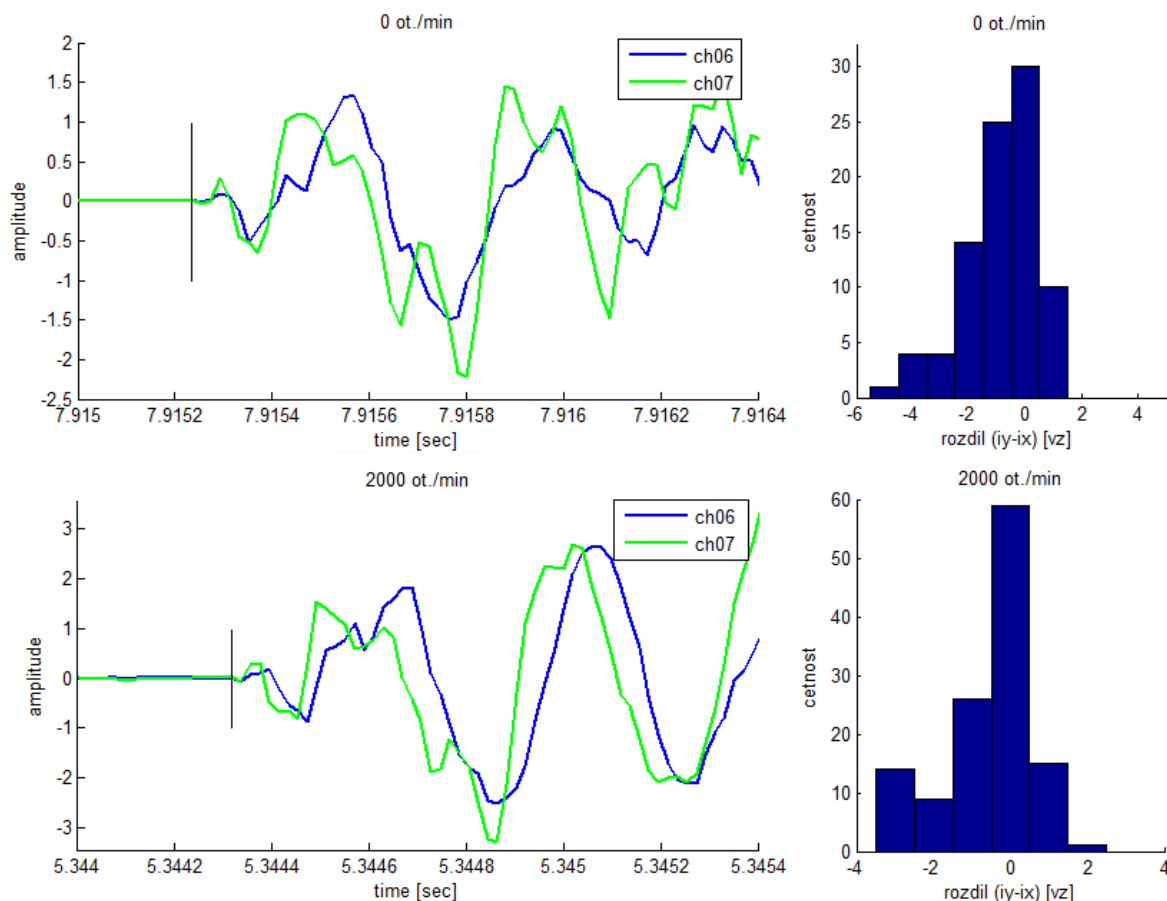 0 ot./min
2
1.5
1
0.5
0
-0.5
-1
-1.5
-2
-2.5
amplitude
ch06
ch07
7.915 7.9152 7.9154 7.9156 7.9158 7.916 7.9162 7.9164
time [sec]
0 ot./min
30
25
20
15
10
5
0
cetnost
-6 -4 -2 0 2 4
rozdil (iy-ix) [vz]
2000 ot./min
3
2
1
0
-1
-2
-3
amplitude
ch06
ch07
5.344 5.3442 5.3444 5.3446 5.3448 5.345 5.3452 5.3454
time [sec]
2000 ot./min
60
50
40
30
20
10
0
cetnost
-2 0 2 4
rozdil (iy-ix) [vz]